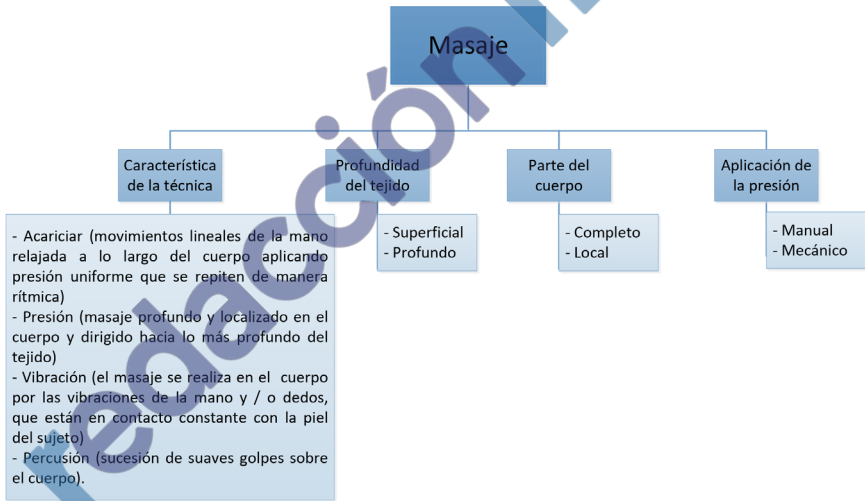 Masaje
Característica
de la técnica
- Acariciar (movimientos lineales de la mano
relajada a lo largo del cuerpo aplicando
presión uniforme que se repiten de manera
rítmica)
- Presión (masaje profundo y localizado en el
cuerpo y dirigido hacia lo más profundo del
tejido)
- Vibración (el masaje se realiza en el cuerpo
por las vibraciones de la mano y / o dedos,
que están en contacto constante con la piel
del sujeto)
- Percusión (sucesión de suaves golpes sobre
el cuerpo).
Profundidad
del tejido
- Superficial
- Profundo
Parte del
cuerpo
- Completo
- Local
Aplicación de
la presión
- Manual
- Mecánico
redacción